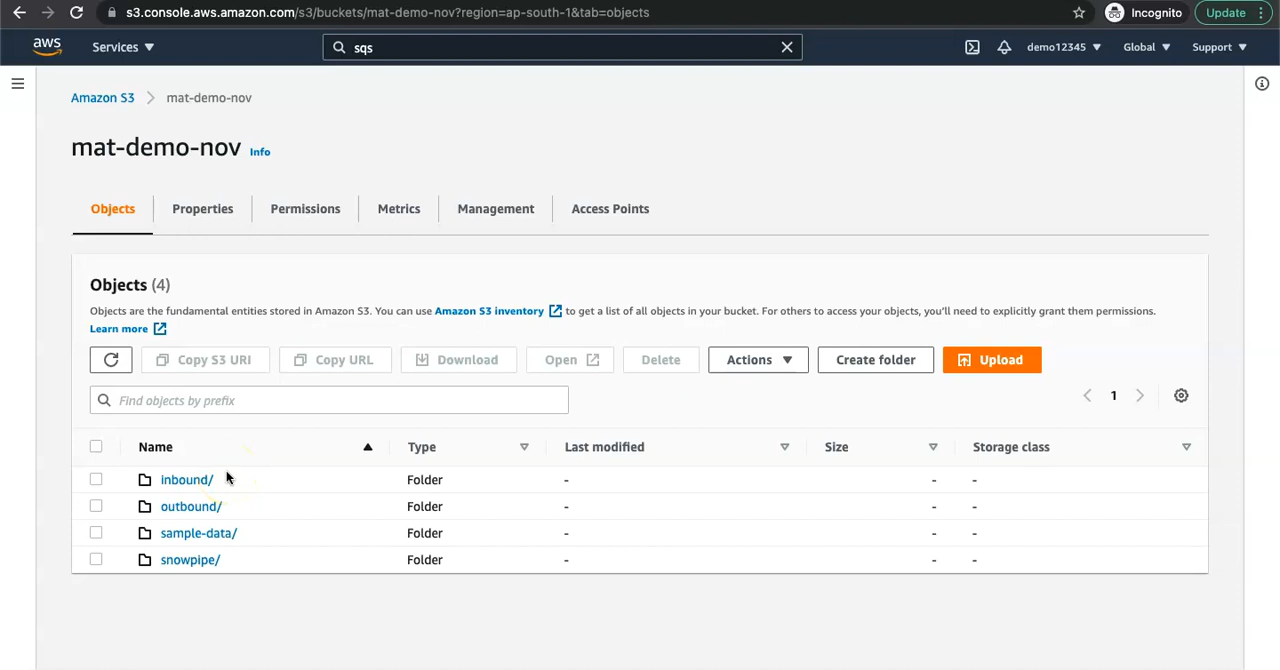 s3.console.aws.amazon.com/s3/buckets/mat-demo-nov?region=ap-south-1&tab=objects Incognito Update
aws Services sqs demo12345 Global Support
Amazon S3 mat-demo-nov
mat-demo-nov Info
Objects Properties Permissions Metrics Management Access Points
Objects (4)
Objects are the fundamental entities stored in Amazon S3. You can use Amazon S3 inventory to get a list of all objects in your bucket. For others to access your objects, you'll need to explicitly grant them permissions.
Learn more
Copy S3 URI Copy URL Download Open Delete Actions Create folder Upload
Find objects by prefix 1
Name Type Last modified Size Storage class
inbound/ Folder - - -
outbound/ Folder - - -
sample-data/ Folder - - -
snowpipe/ Folder - - -